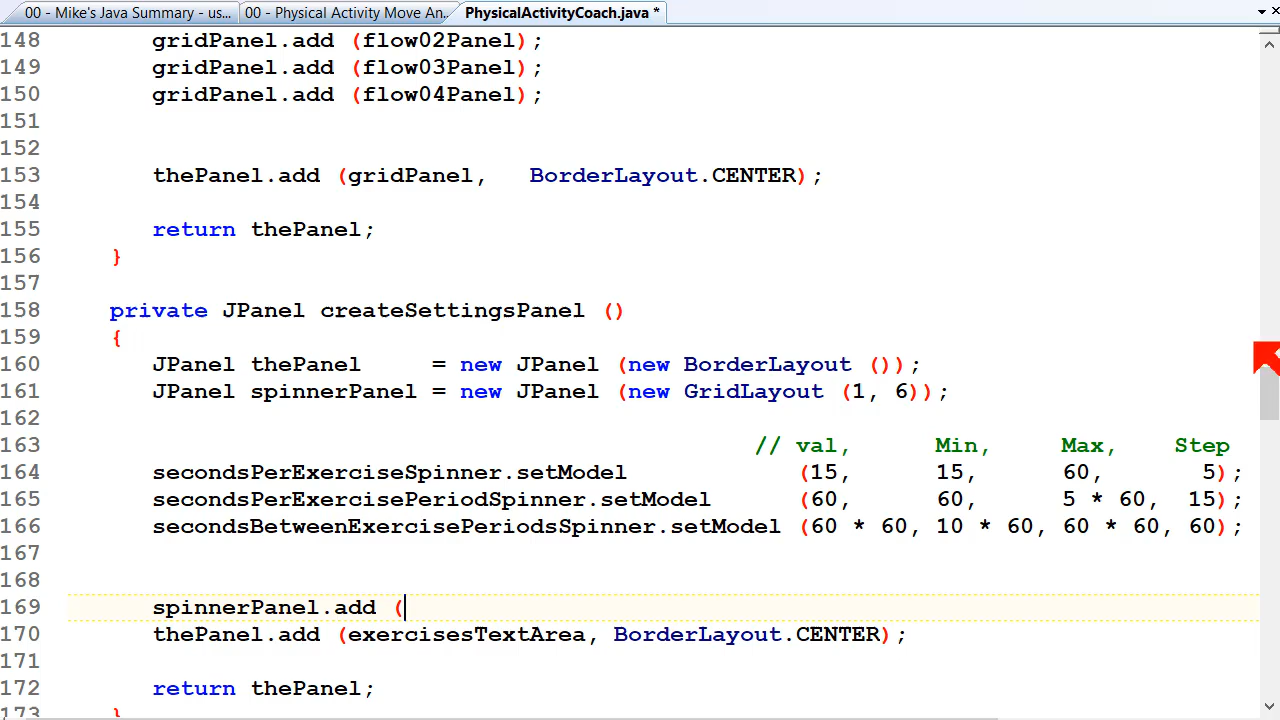 00 - Mike's Java Summary - us... 00 - Physical Activity Move An... PhysicalActivityCoach.java *
148 gridPanel.add (flow02Panel);
149 gridPanel.add (flow03Panel);
150 gridPanel.add (flow04Panel);
151
152
153 thePanel.add (gridPanel, BorderLayout.CENTER);
154
155 return thePanel;
156 }
157
158 private JPanel createSettingsPanel ()
159 {
160 JPanel thePanel = new JPanel (new BorderLayout ());
161 JPanel spinnerPanel = new JPanel (new GridLayout (1, 6));
162
163 // val, Min, Max, Step
164 secondsPerExerciseSpinner.setModel (15, 15, 60, 5);
165 secondsPerExercisePeriodSpinner.setModel (60, 60, 5 * 60, 15);
166 secondsBetweenExercisePeriodsSpinner.setModel (60 * 60, 10 * 60, 60 * 60, 60);
167
168
169 spinnerPanel.add (
170 thePanel.add (exercisesTextArea, BorderLayout.CENTER);
171
172 return thePanel;
173 }